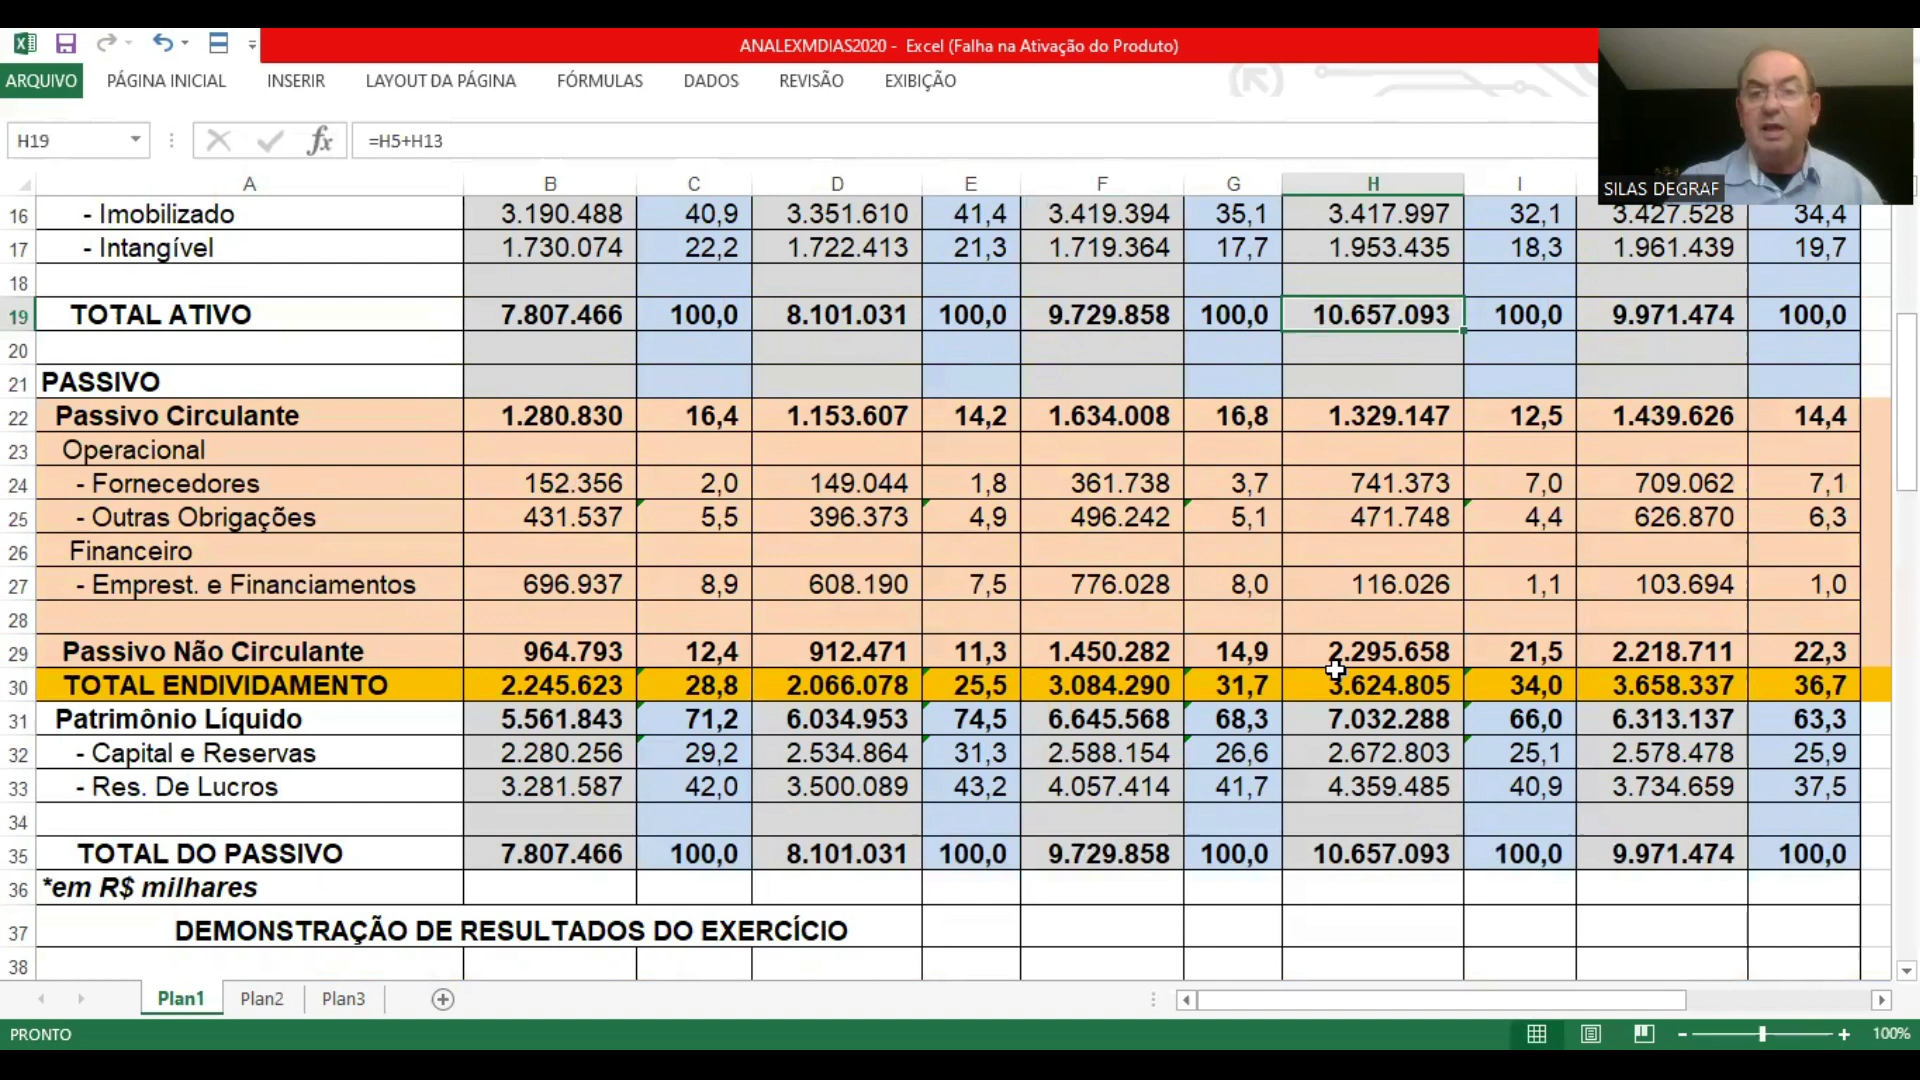 ANALEXMDIAS2020 - Excel (Falha na Ativação do Produto)
ARQUIVO PÁGINA INICIAL INSERIR LAYOUT DA PÁGINA FÓRMULAS DADOS REVISÃO EXIBIÇÃO
H19 fx =H5+H13
SILAS DEGRAF
A B C D E F G H I
16 - Imobilizado 3.190.488 40,9 3.351.610 41,4 3.419.394 35,1 3.417.997 32,1 3.427.528 34,4
17 - Intangível 1.730.074 22,2 1.722.413 21,3 1.719.364 17,7 1.953.435 18,3 1.961.439 19,7
18
19 TOTAL ATIVO 7.807.466 100,0 8.101.031 100,0 9.729.858 100,0 10.657.093 100,0 9.971.474 100,0
20
21 PASSIVO
22 Passivo Circulante 1.280.830 16,4 1.153.607 14,2 1.634.008 16,8 1.329.147 12,5 1.439.626 14,4
23 Operacional
24 - Fornecedores 152.356 2,0 149.044 1,8 361.738 3,7 741.373 7,0 709.062 7,1
25 - Outras Obrigações 431.537 5,5 396.373 4,9 496.242 5,1 471.748 4,4 626.870 6,3
26 Financeiro
27 - Emprest. e Financiamentos 696.937 8,9 608.190 7,5 776.028 8,0 116.026 1,1 103.694 1,0
28
29 Passivo Não Circulante 964.793 12,4 912.471 11,3 1.450.282 14,9 2.295.658 21,5 2.218.711 22,3
30 TOTAL ENDIVIDAMENTO 2.245.623 28,8 2.066.078 25,5 3.084.290 31,7 3.624.805 34,0 3.658.337 36,7
31 Patrimônio Líquido 5.561.843 71,2 6.034.953 74,5 6.645.568 68,3 7.032.288 66,0 6.313.137 63,3
32 - Capital e Reservas 2.280.256 29,2 2.534.864 31,3 2.588.154 26,6 2.672.803 25,1 2.578.478 25,9
33 - Res. De Lucros 3.281.587 42,0 3.500.089 43,2 4.057.414 41,7 4.359.485 40,9 3.734.659 37,5
34
35 TOTAL DO PASSIVO 7.807.466 100,0 8.101.031 100,0 9.729.858 100,0 10.657.093 100,0 9.971.474 100,0
36 *em R$ milhares
37 DEMONSTRAÇÃO DE RESULTADOS DO EXERCÍCIO
38
Plan1 Plan2 Plan3
PRONTO 100%